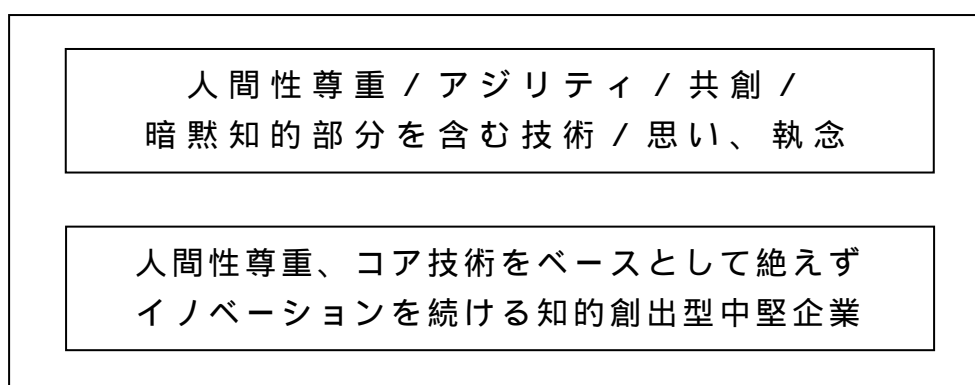 人間性尊重/アジリティ/共創/
暗黙知的部分を含む技術/思い、執念
人間性尊重、コア技術をベースとして絶えず
イノベーションを続ける知的創出型中堅企業